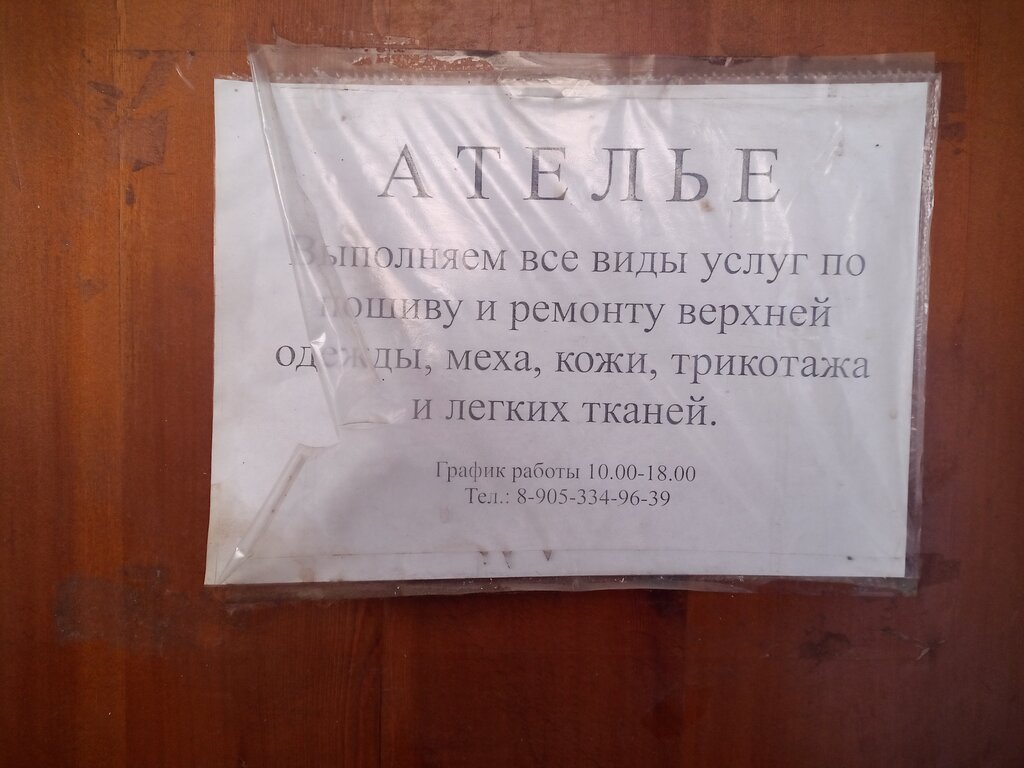 АТЕЛЬЕ
Выполняем все виды услуг по
пошиву и ремонту верхней
одежды, меха, кожи, трикотажа
и легких тканей.
График работы 10.00-18.00
Тел.: 8-905-334-96-39